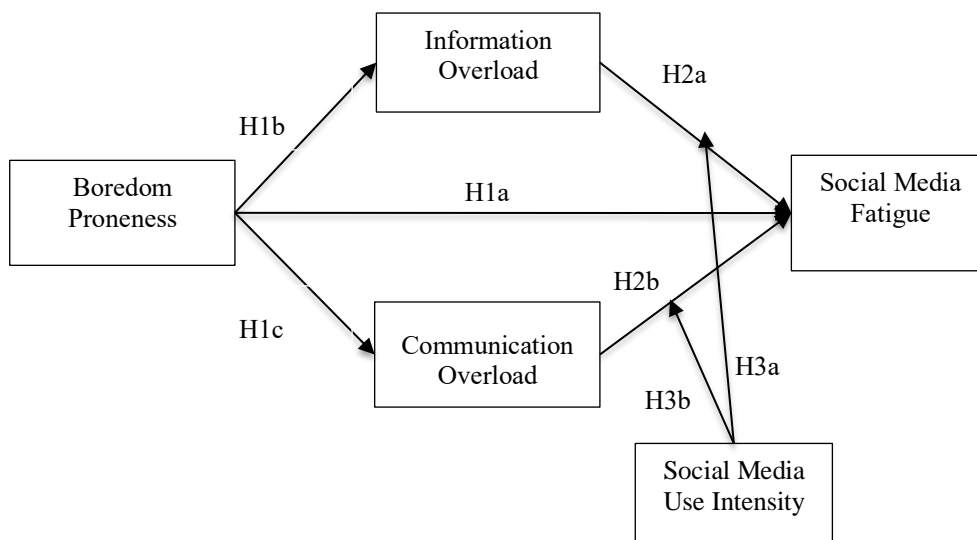 Information
Overload
H2a
H1b
Boredom
Proneness
H1a
Social Media
Fatigue
H2b
H1c
Communication
Overload
H3a
H3b
Social Media
Use Intensity